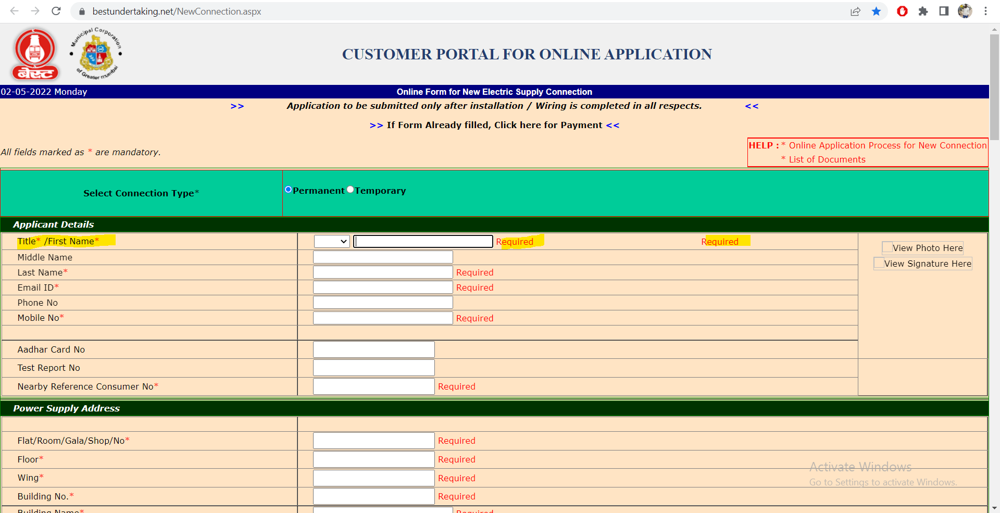 bestundertaking.net/NewConnection.aspx
बेस्ट
Municipal Corporation
of Greater mumbai
CUSTOMER PORTAL FOR ONLINE APPLICATION
02-05-2022 Monday
Online Form for New Electric Supply Connection
>> Application to be submitted only after installation / Wiring is completed in all respects. <<
>> If Form Already filled, Click here for Payment <<
All fields marked as * are mandatory.
HELP : * Online Application Process for New Connection
* List of Documents
Select Connection Type*
Permanent Temporary
Applicant Details
Title* /First Name* Required Required
View Photo Here
Middle Name
View Signature Here
Last Name* Required
Email ID* Required
Phone No
Mobile No* Required
Aadhar Card No
Test Report No
Nearby Reference Consumer No* Required
Power Supply Address
Flat/Room/Gala/Shop/No* Required
Floor* Required
Wing* Required
Building No.* Required
Building Name* Required
Activate Windows
Go to Settings to activate Windows.